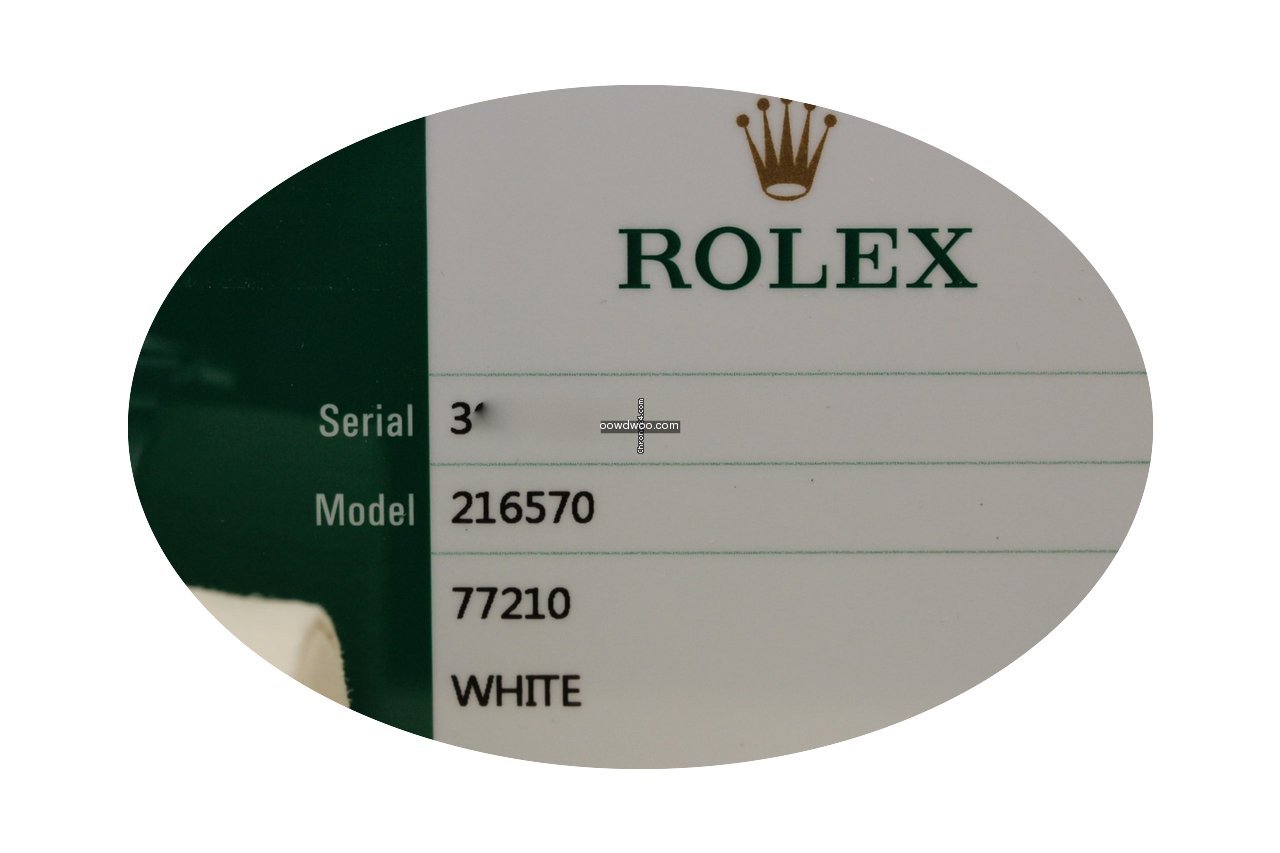 ROLEX
Serial 3
oowdwoo.com
Model 216570
77210
WHITE